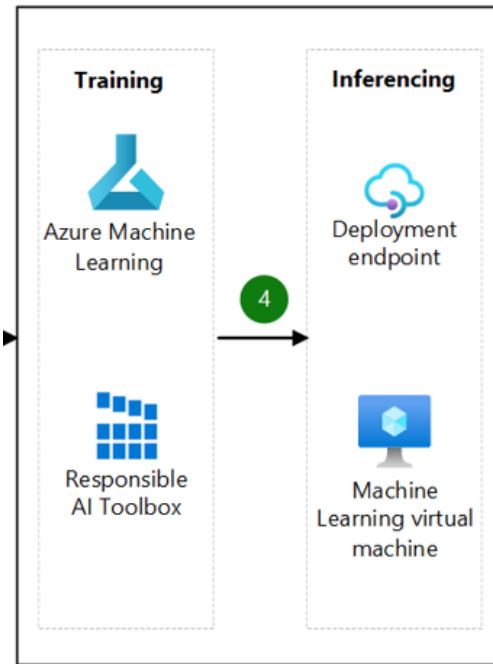 Training
Azure Machine
Learning
Responsible
AI Toolbox
4
Inferencing
Deployment
endpoint
Machine
Learning virtual
machine